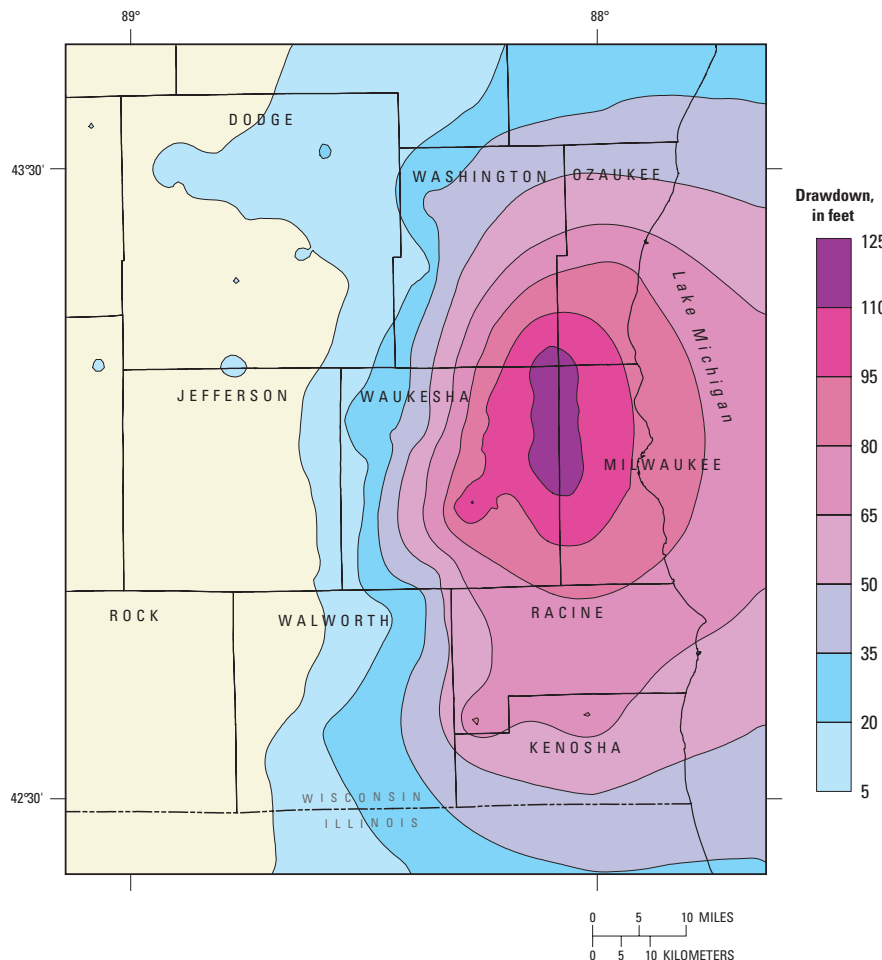 89°
88°
DODGE
43°30'
WASHINGTON
OZAUKEE
Drawdown,
in feet
125
110
95
80
65
50
35
20
5
Lake Michigan
JEFFERSON
WAUKESHA
MILWAUKEE
ROCK
WALWORTH
RACINE
KENOSHA
42°30'
WISCONSIN
ILLINOIS
0 5 10 MILES
0 5 10 KILOMETERS